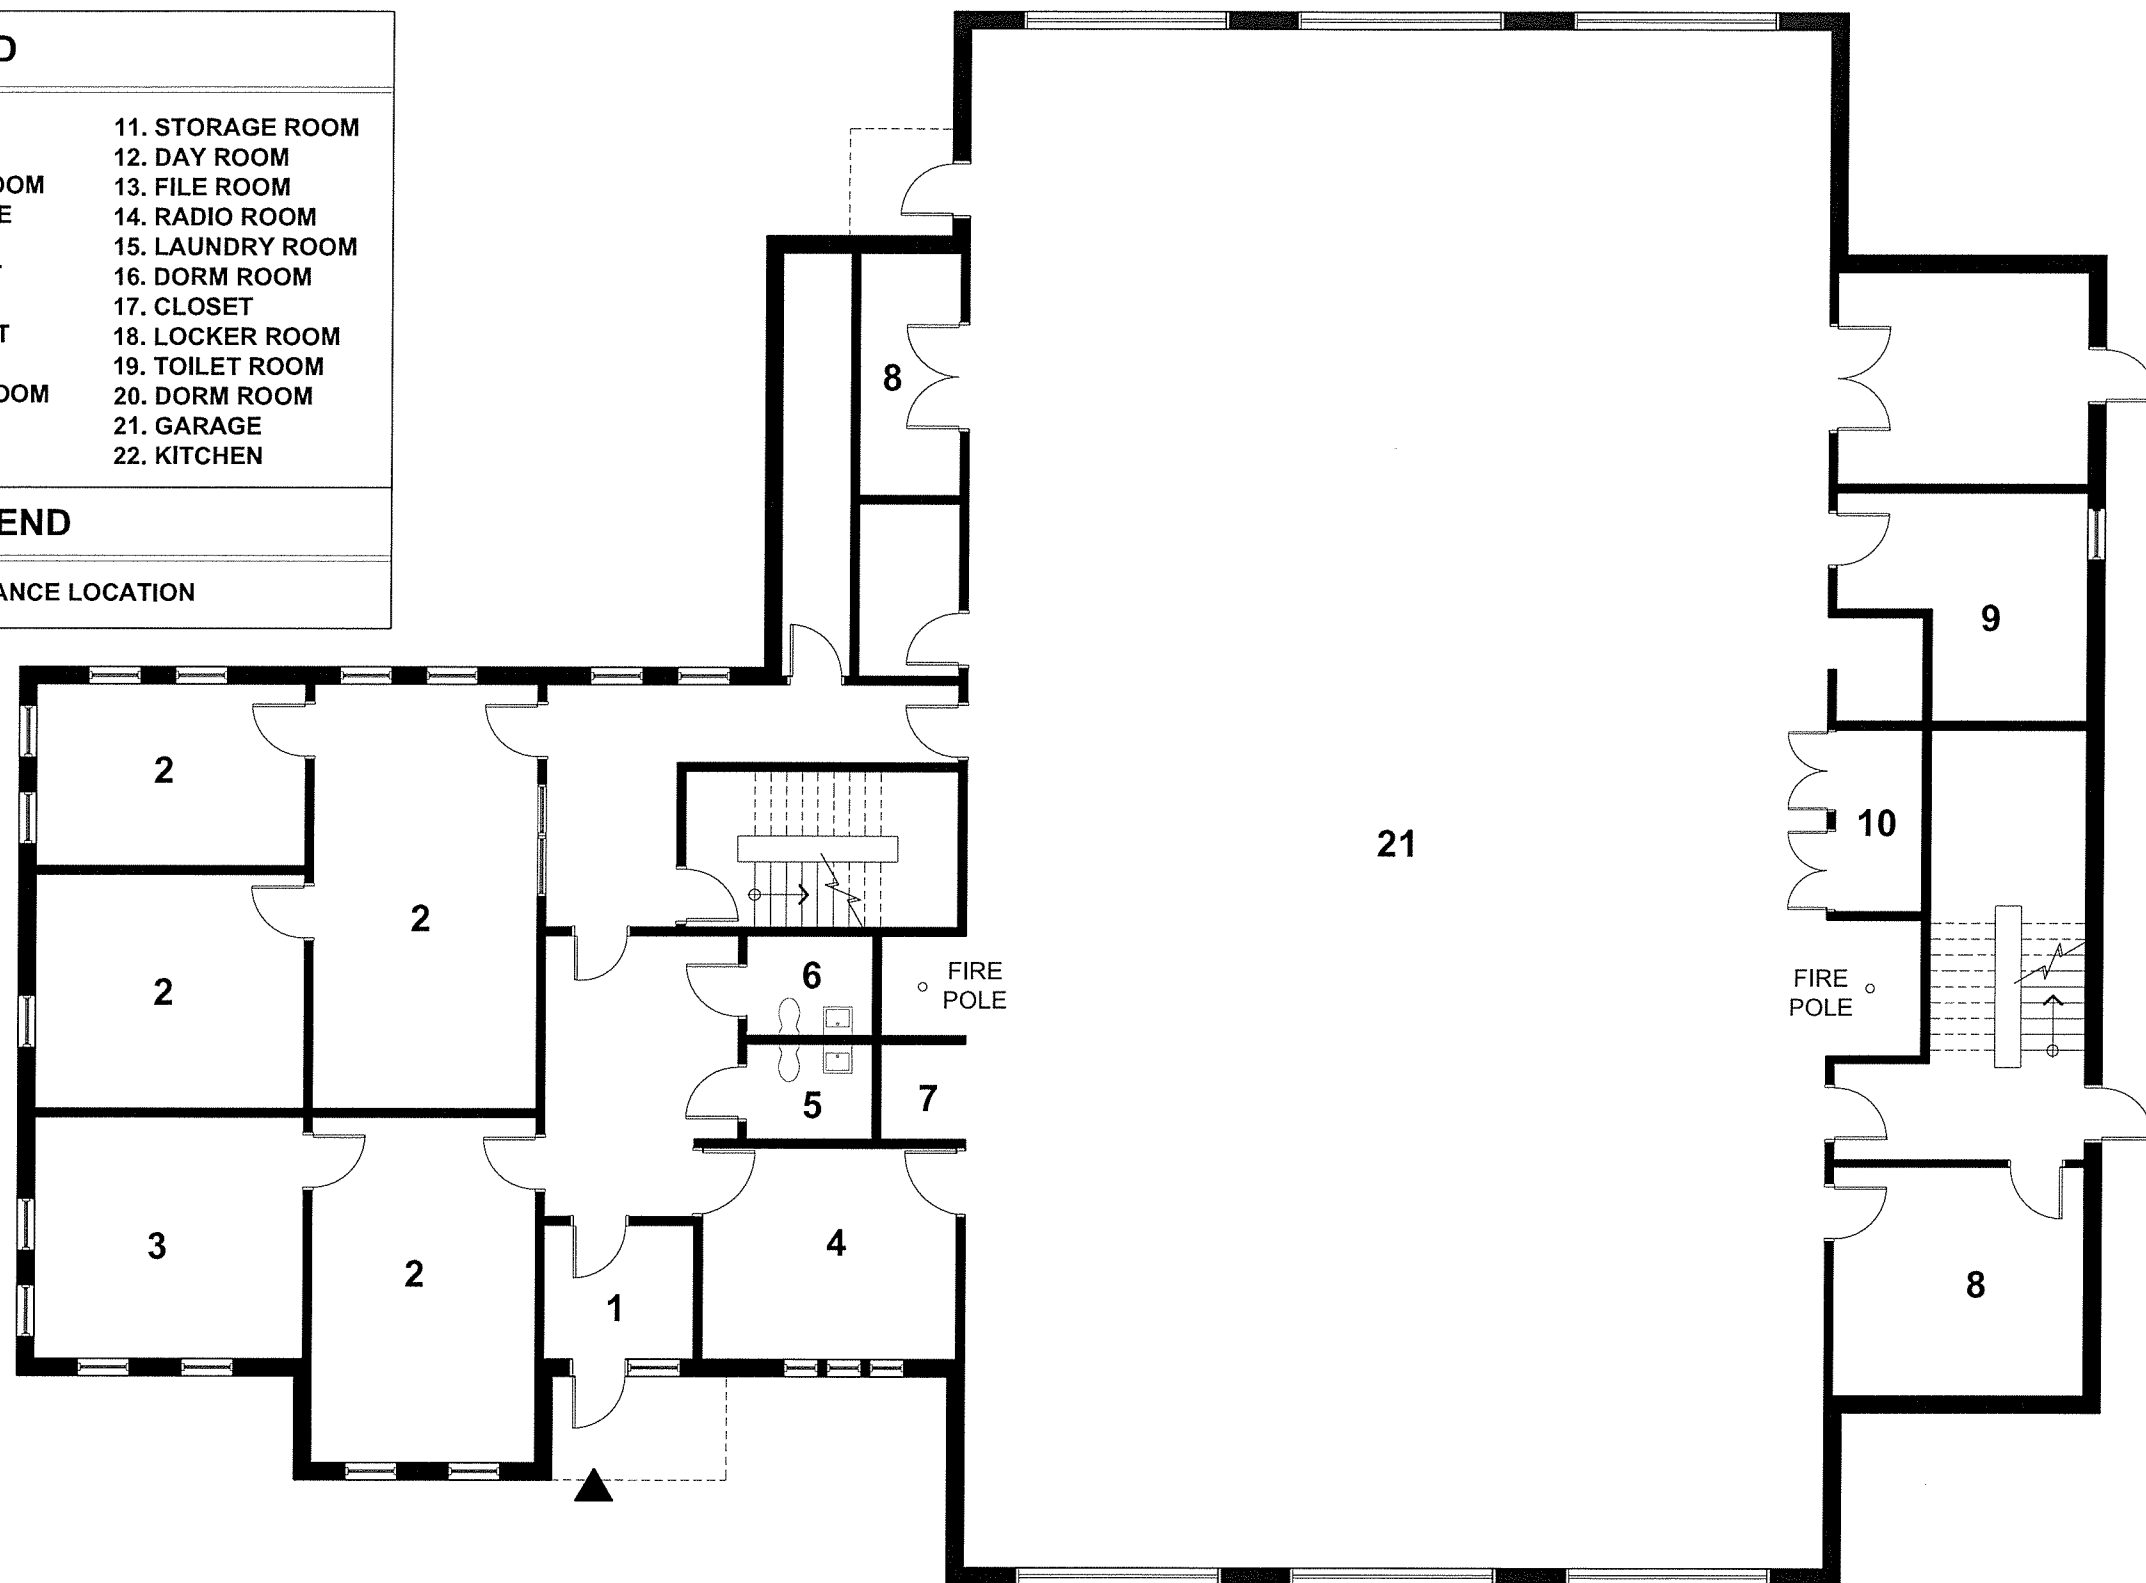 D
11. STORAGE ROOM
12. DAY ROOM
OOM 13. FILE ROOM
E 14. RADIO ROOM
15. LAUNDRY ROOM
16. DORM ROOM
17. CLOSET
T 18. LOCKER ROOM
19. TOILET ROOM
OOM 20. DORM ROOM
21. GARAGE
22. KITCHEN
END
ANCE LOCATION
8
9
2
21
10
2
2
6
FIRE
POLE
FIRE
POLE
5
7
3
4
2
1
8